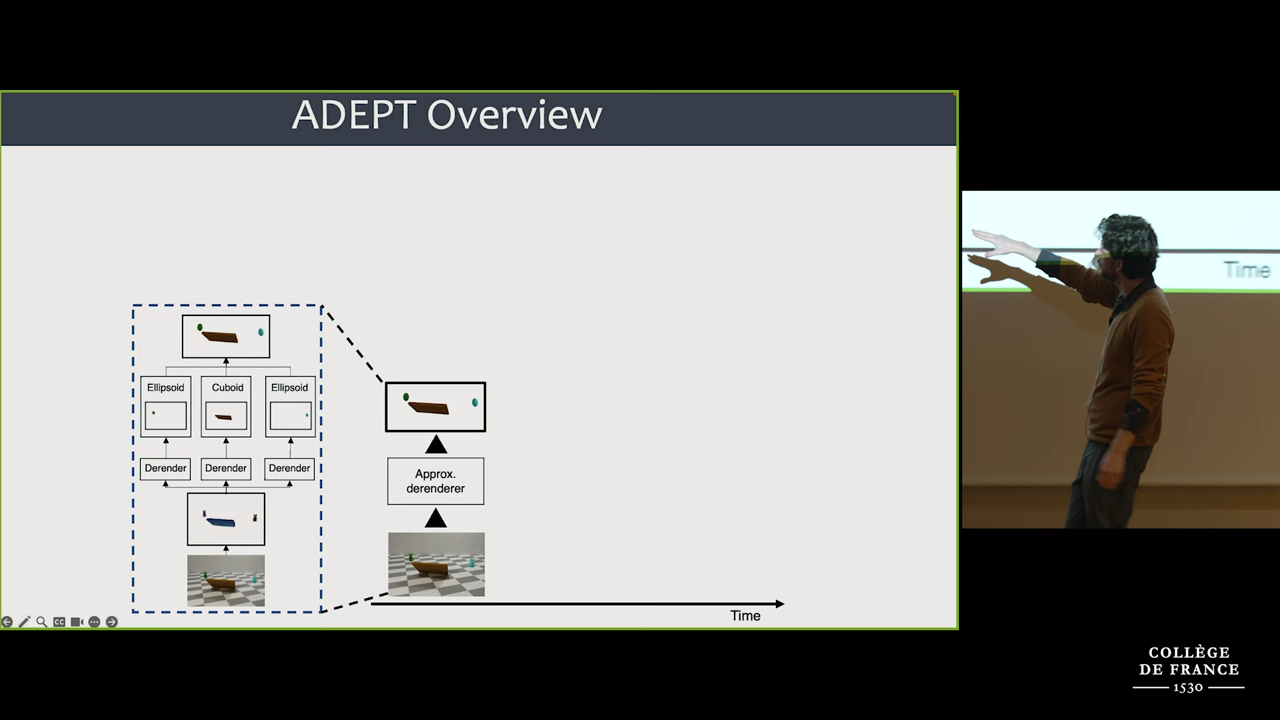 ADEPT Overview
Ellipsoid
Cuboid
Ellipsoid
Derender
Derender
Derender
Approx.
derenderer
Time
Time
COLLÈGE
DE FRANCE
1530